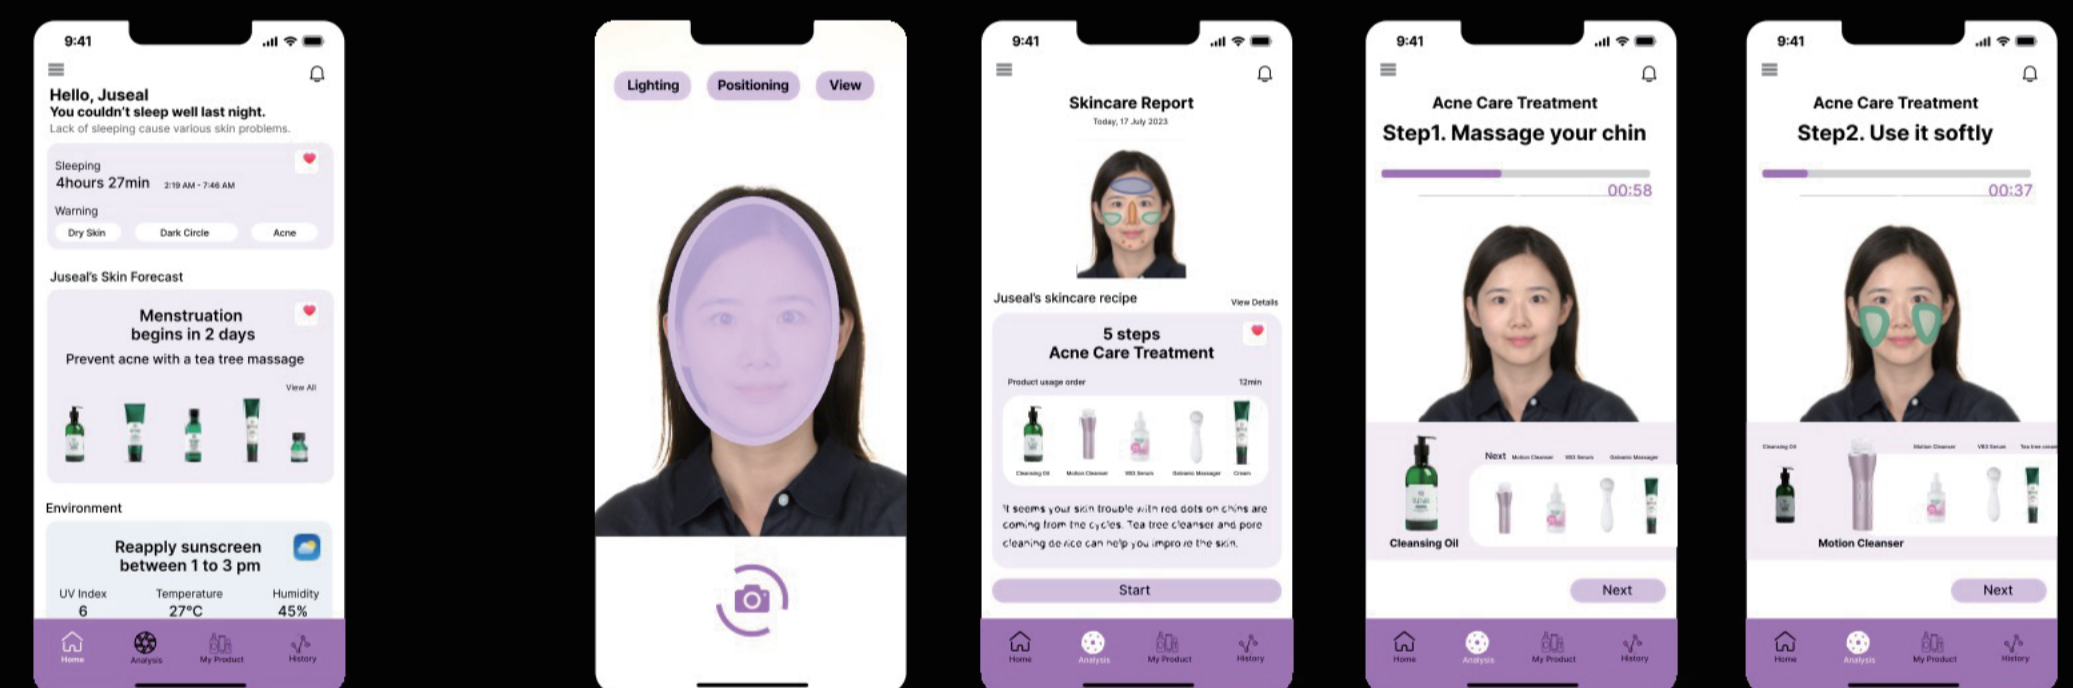 9:41
Hello, Juseal
You couldn't sleep well last night.
Lack of sleeping cause various skin problems.
Sleeping
4hours 27min 2:19 AM - 7:46 AM
Warning
Dry Skin Dark Circle Acne
Juseal's Skin Forecast
Menstruation
begins in 2 days
Prevent acne with a tea tree massage
View All
Environment
Reapply sunscreen
between 1 to 3 pm
UV Index Temperature Humidity
6 27°C 45%
Home Analysis My Product History
Lighting Positioning View
9:41
Skincare Report
Today, 17 July 2023
Juseal's skincare recipe View Details
5 steps
Acne Care Treatment
Product usage order 12min
Cleansing Oil Motion Cleanser VB3 Serum Galvanic Massager Cream
It seems your skin trouble with red dots on chins are
coming from the cycles. Tea tree cleanser and pore
cleaning device can help you improve the skin.
Start
Home Analysis My Product History
9:41
Acne Care Treatment
Step1. Massage your chin
00:58
Next Motion Cleanser VB3 Serum Galvanic Massager
Cleansing Oil
Next
Home Analysis My Product History
9:41
Acne Care Treatment
Step2. Use it softly
00:37
Cleansing Oil Motion Cleanser VB3 Serum Tea tree
Motion Cleanser
Next
Home Analysis My Product History